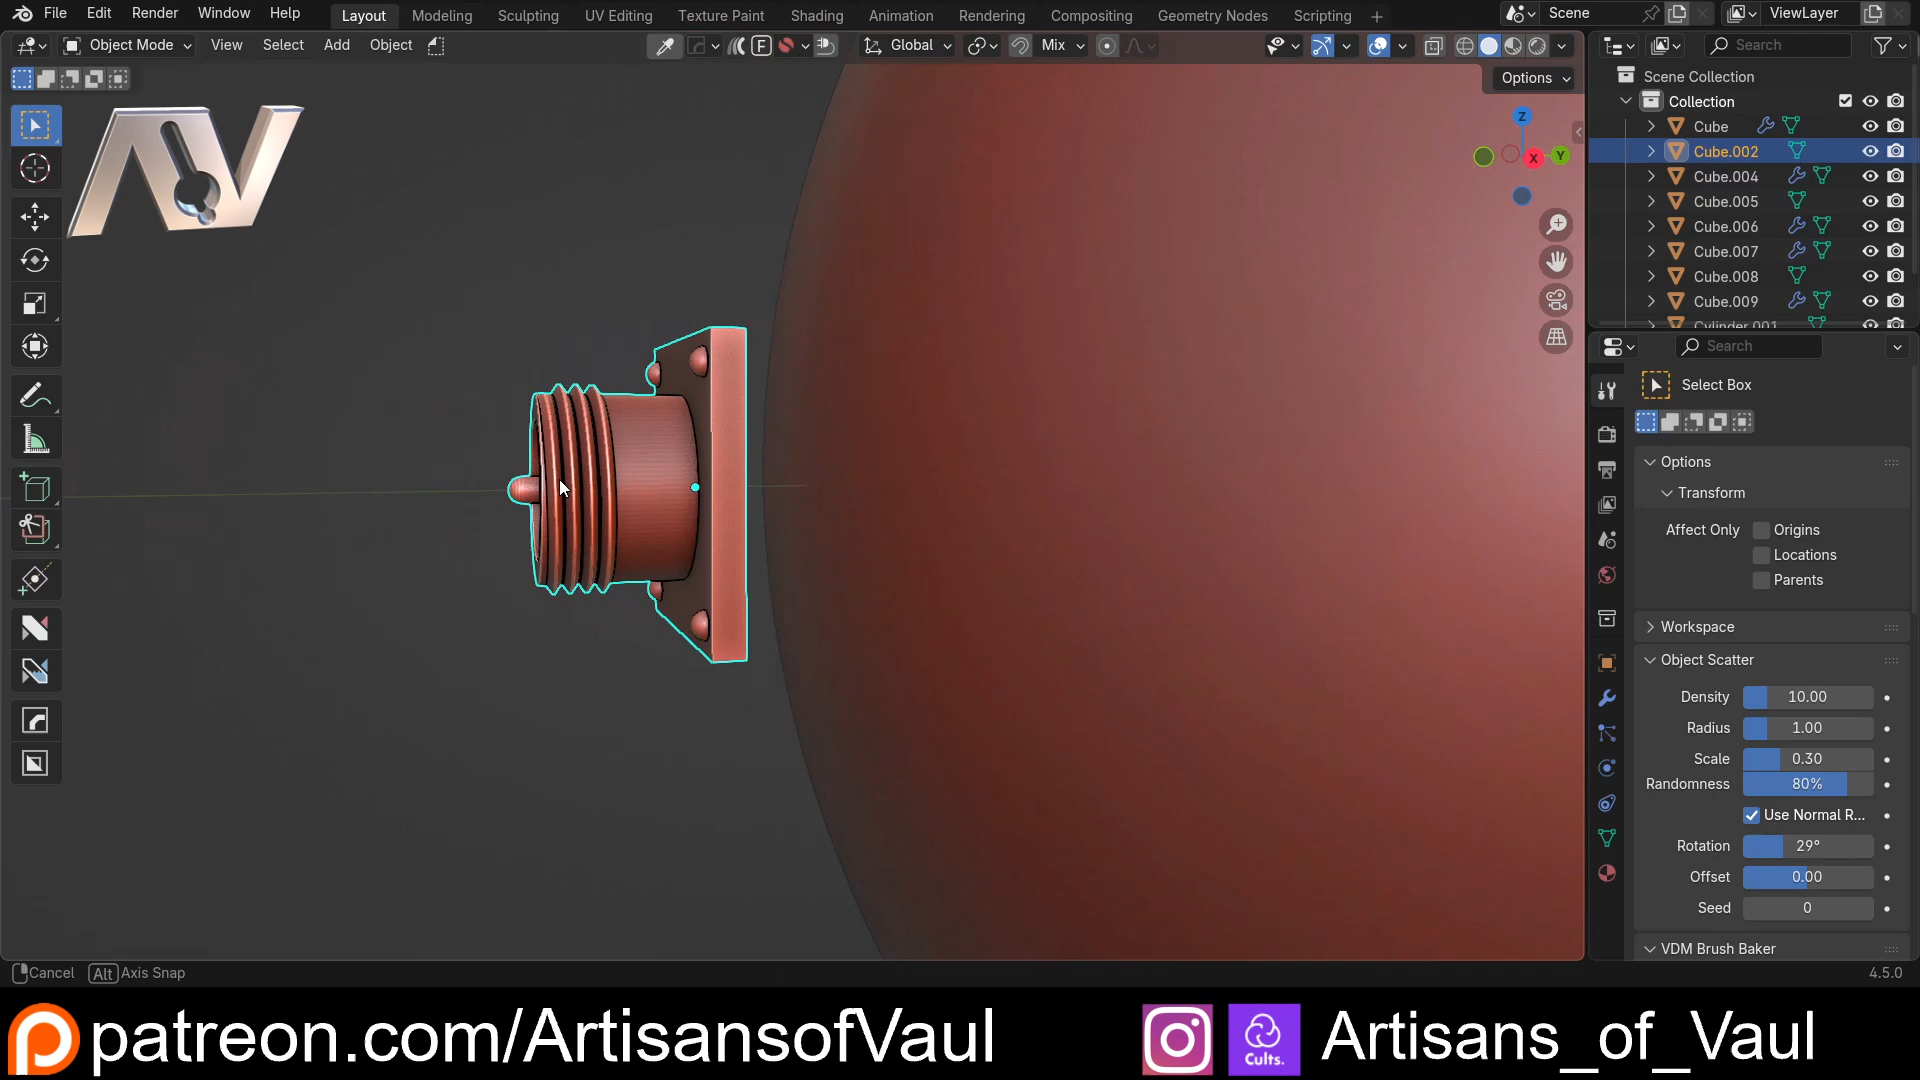 File Edit Render Window Help Layout Modeling Sculpting UV Editing Texture Paint Shading Animation Rendering Compositing Geometry Nodes Scripting + Scene ViewLayer
Object Mode View Select Add Object F Global Mix Search
Options
Scene Collection
Collection
Cube
Cube.002
Cube.004
Cube.005
Cube.006
Cube.007
Cube.008
Cube.009
Cylinder.001
AV
Z
X
Y
Search
Select Box
Options
Transform
Affect Only Origins
Locations
Parents
Workspace
Object Scatter
Density 10.00
Radius 1.00
Scale 0.30
Randomness 80%
Use Normal R...
Rotation 29°
Offset 0.00
Seed 0
VDM Brush Baker
Cancel Alt Axis Snap 4.5.0
patreon.com/ArtisansofVaul Cults. Artisans_of_Vaul